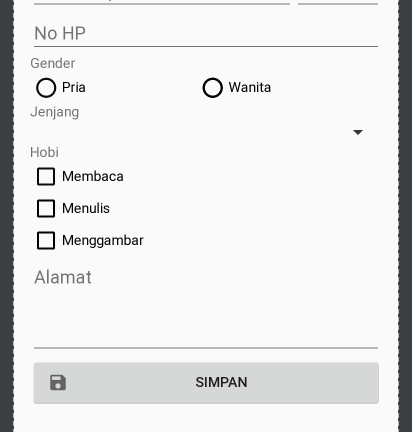 No HP
Gender
Pria Wanita
Jenjang
Hobi
Membaca
Menulis
Menggambar
Alamat
SIMPAN